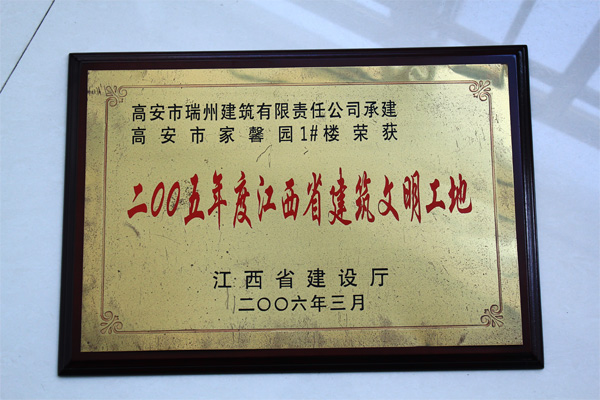 高安市瑞州建筑有限责任公司承建
高安市家馨园1#楼荣获
二00五年度江西省建筑文明工地
江西省建设厅
二〇〇六年三月